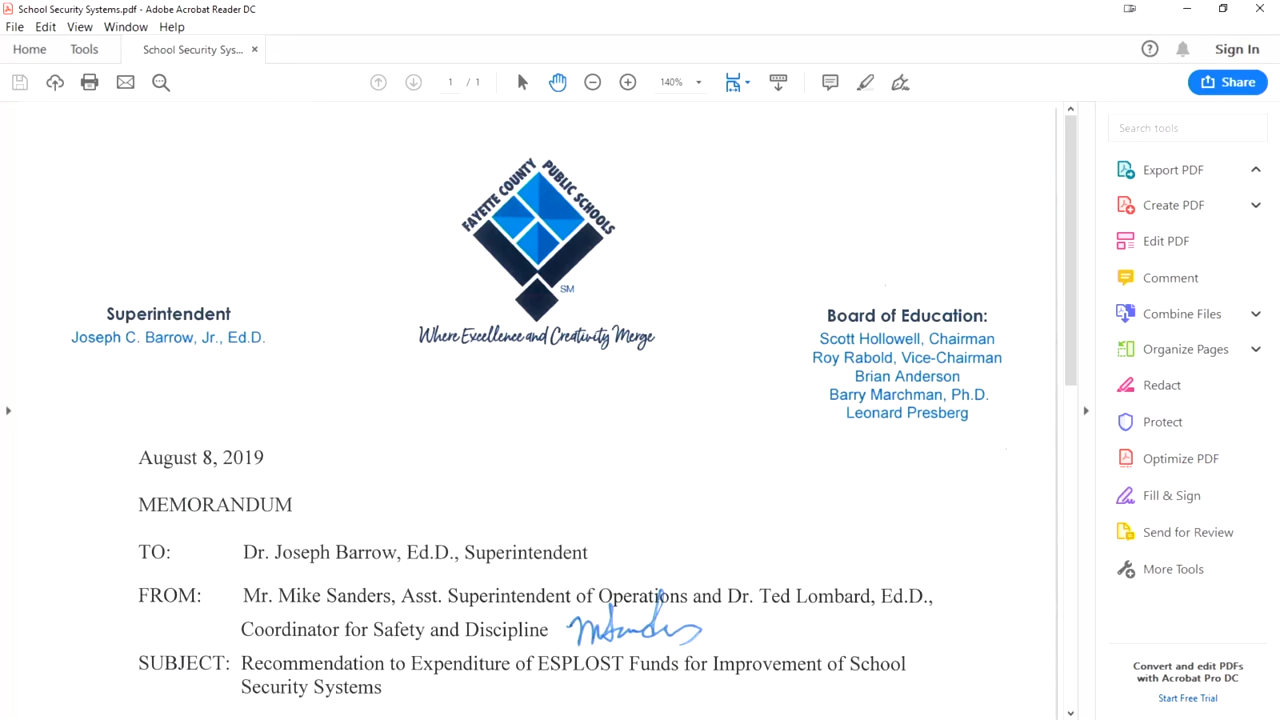 School Security Systems.pdf - Adobe Acrobat Reader DC
File Edit View Window Help
Home Tools School Security Sys... × Sign In
1 / 1 140% Share
Search tools
Export PDF
Create PDF
Edit PDF
Comment
Combine Files
Organize Pages
Redact
Protect
Optimize PDF
Fill & Sign
Send for Review
More Tools
Convert and edit PDFs
with Acrobat Pro DC
Start Free Trial
FAYETTE COUNTY PUBLIC SCHOOLS
SM
Where Excellence and Creativity Merge
Superintendent
Joseph C. Barrow, Jr., Ed.D.
Board of Education:
Scott Hollowell, Chairman
Roy Rabold, Vice-Chairman
Brian Anderson
Barry Marchman, Ph.D.
Leonard Presberg
August 8, 2019
MEMORANDUM
TO: Dr. Joseph Barrow, Ed.D., Superintendent
FROM: Mr. Mike Sanders, Asst. Superintendent of Operations and Dr. Ted Lombard, Ed.D.,
Coordinator for Safety and Discipline MSanders
SUBJECT: Recommendation to Expenditure of ESPLOST Funds for Improvement of School
Security Systems